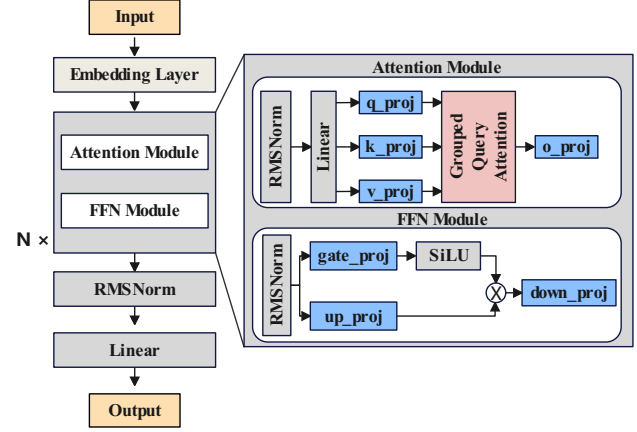 Input
Embedding Layer
Attention Module
FFN Module
N ×
RMSNorm
Linear
Output
Attention Module
RMSNorm
Linear
q_proj
k_proj
v_proj
Grouped
Query
Attention
o_proj
FFN Module
RMSNorm
gate_proj
SiLU
up_proj
X
down_proj